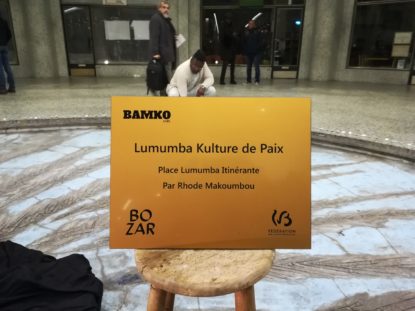 BAMKO
Lumumba Kulture de Paix
Place Lumumba Itinérante
Par Rhode Makoumbou
BO
ZAR
FÉDÉRATION